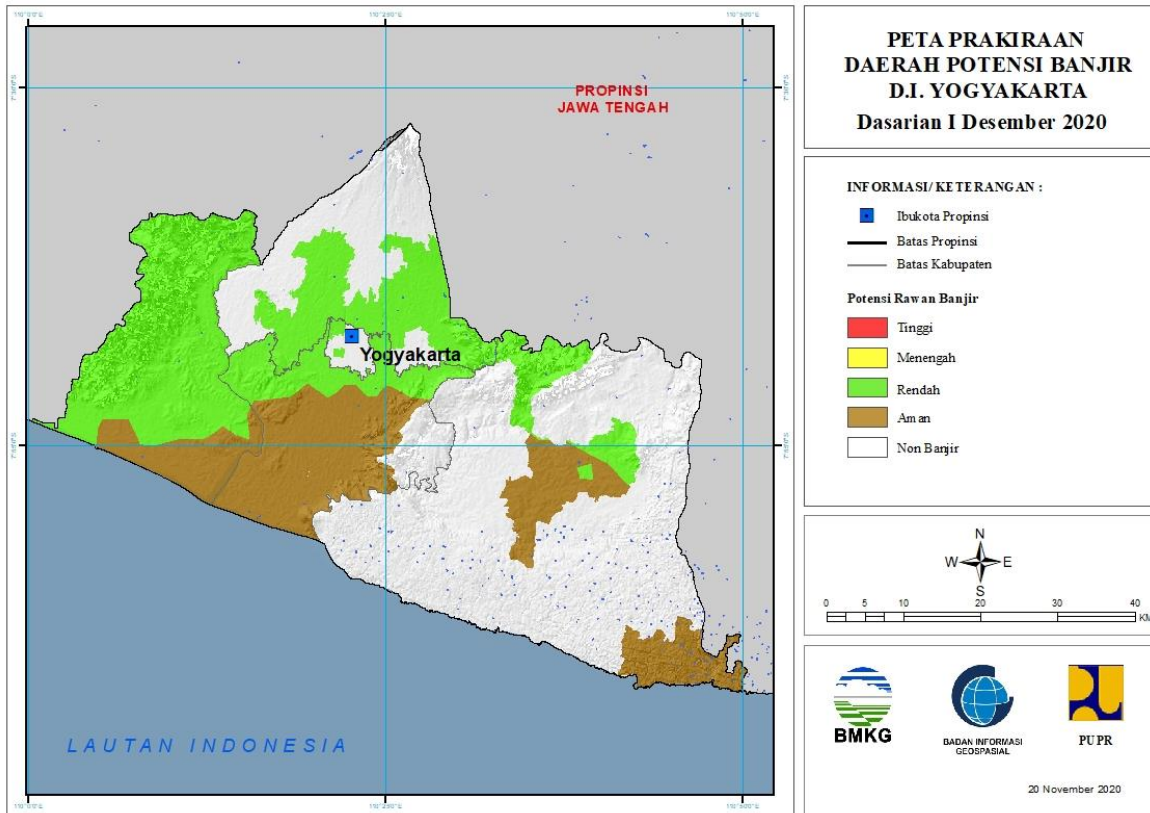 PETA PRAKIRAAN
DAERAH POTENSI BANJIR
D.I. YOGYAKARTA
Dasarian I Desember 2020
INFORMASI/ KETERANGAN :
Ibukota Propinsi
Batas Propinsi
Batas Kabupaten
Potensi Rawan Banjir
Tinggi
Menengah
Rendah
Aman
Non Banjir
N
W E
S
0 5 10 20 30 40
KM
BMKG
BADAN INFORMASI
GEOSPASIAL
PUPR
20 November 2020
PROPINSI
JAWA TENGAH
Yogyakarta
LAUTAN INDONESIA